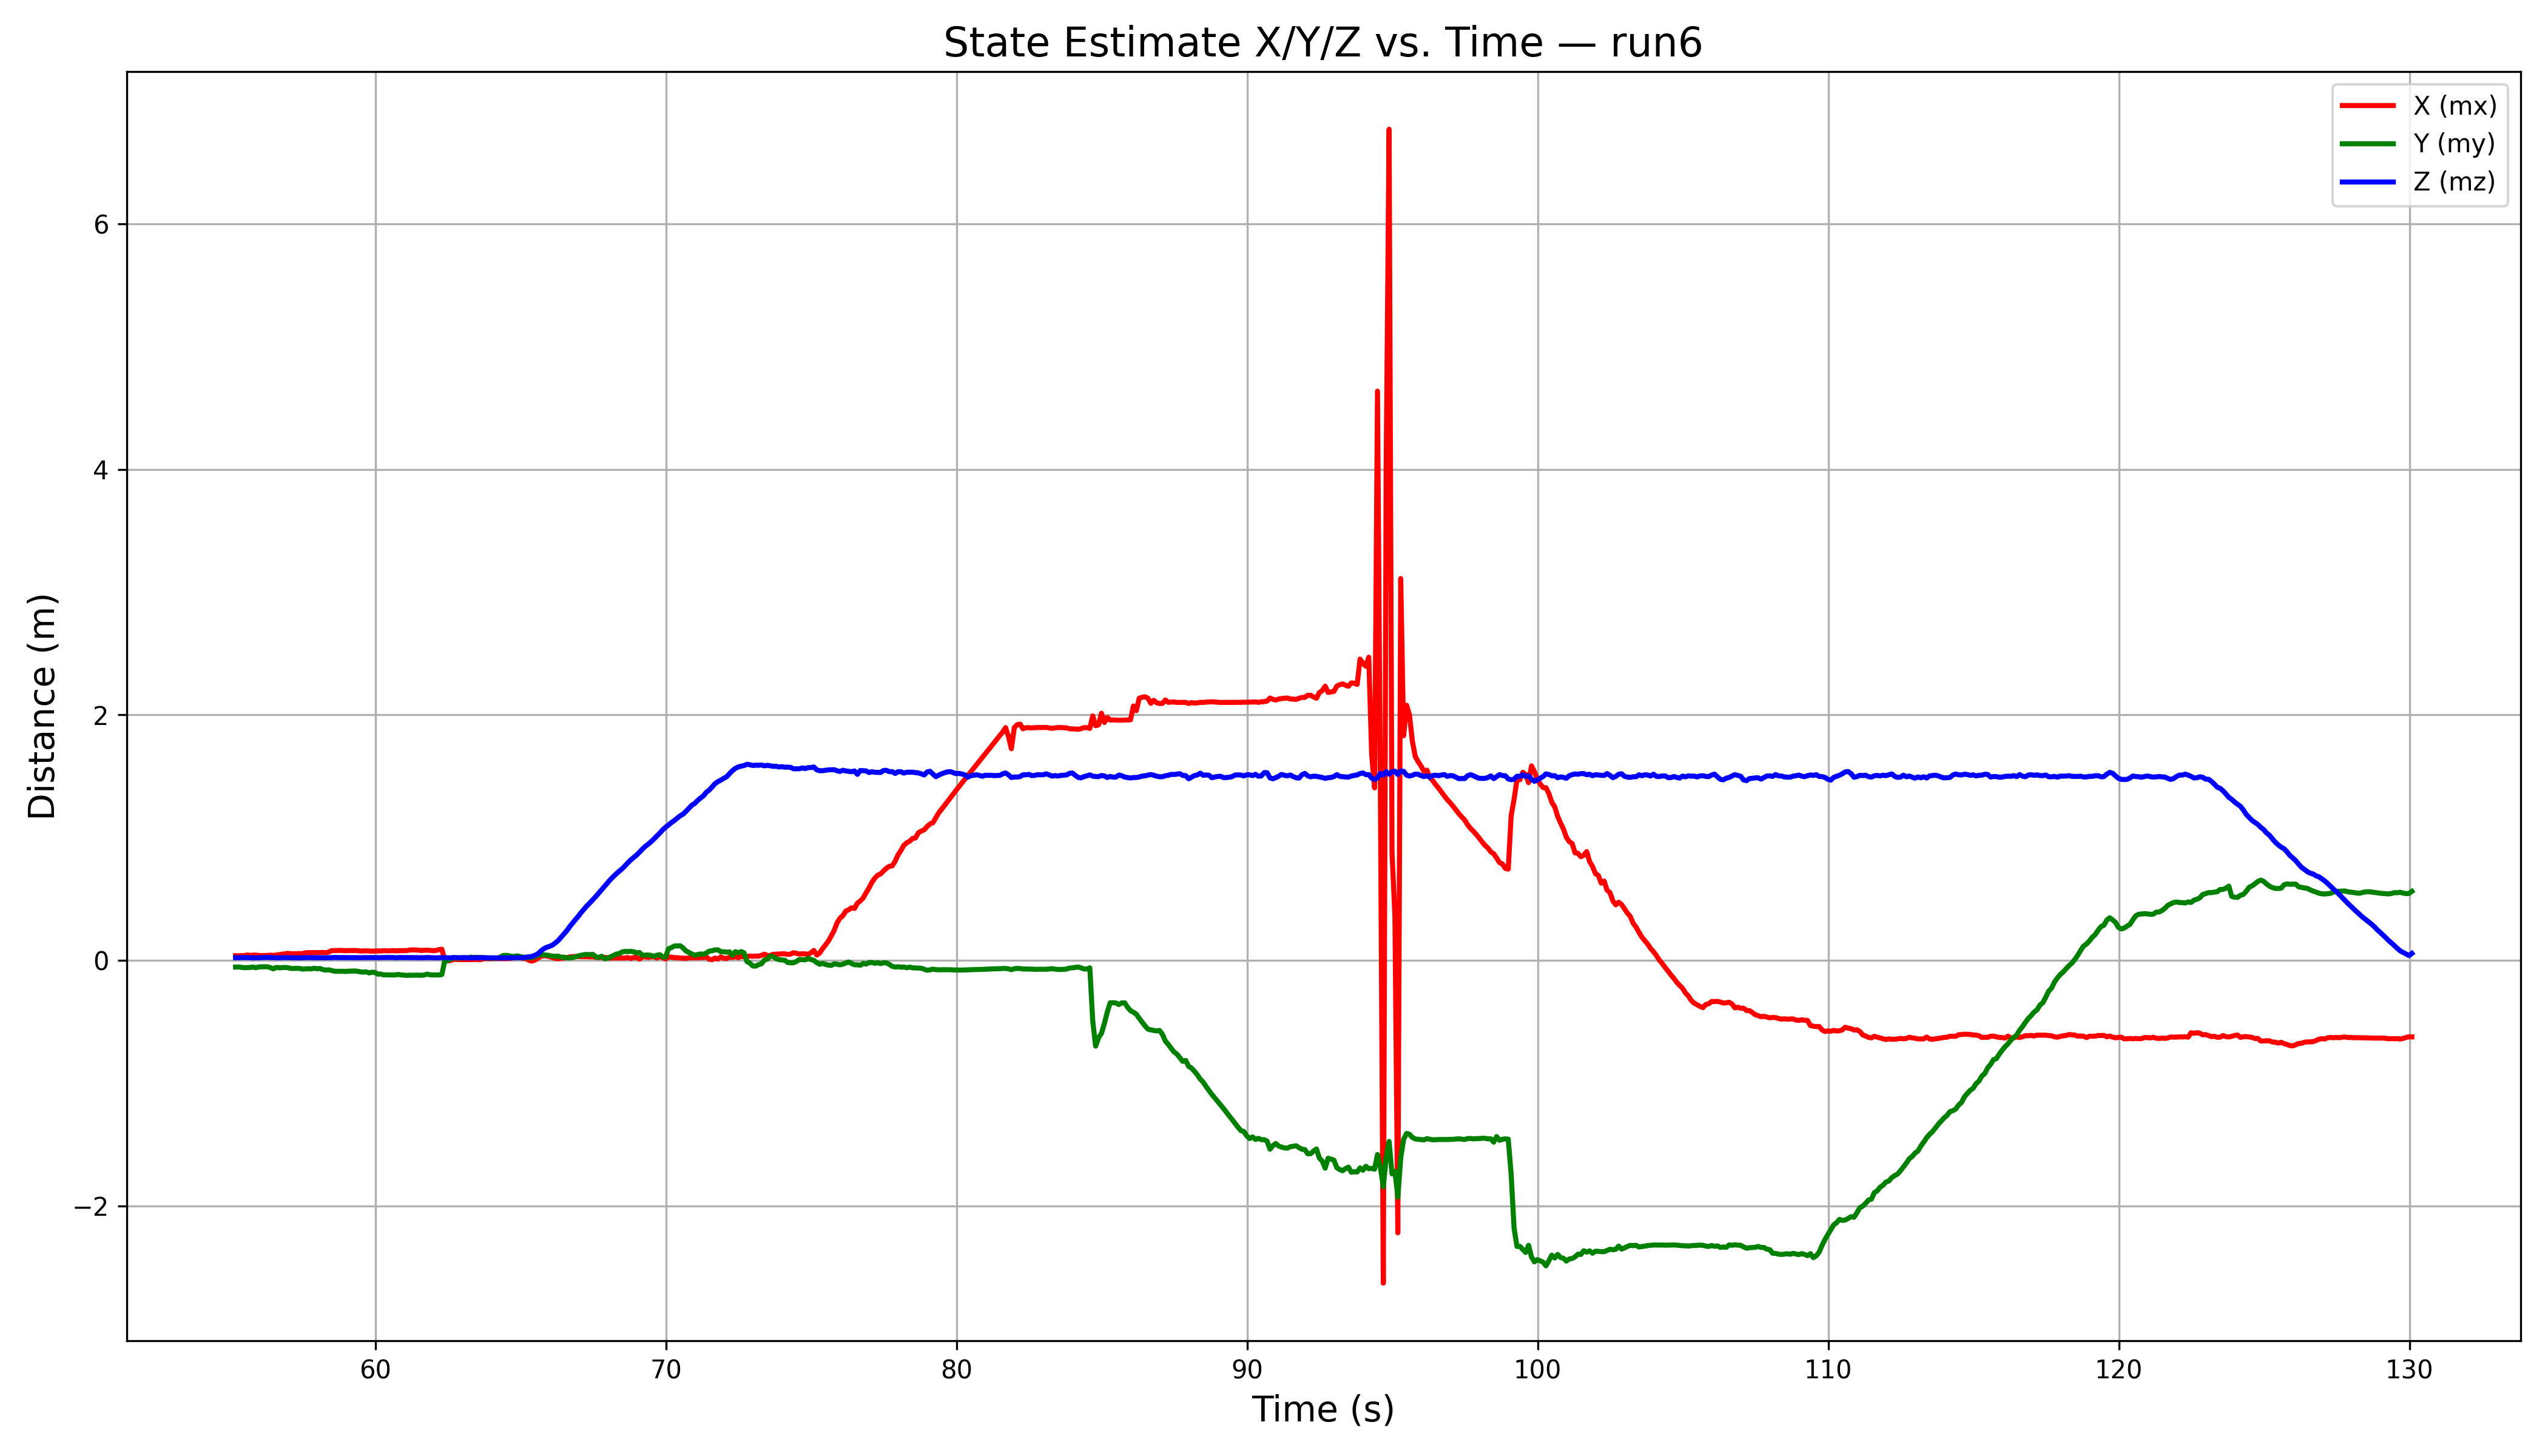 State Estimate X/Y/Z vs. Time — run6
X (mx)
Y (my)
Z (mz)
Distance (m)
6
4
2
0
−2
60 70 80 90 100 110 120 130
Time (s)